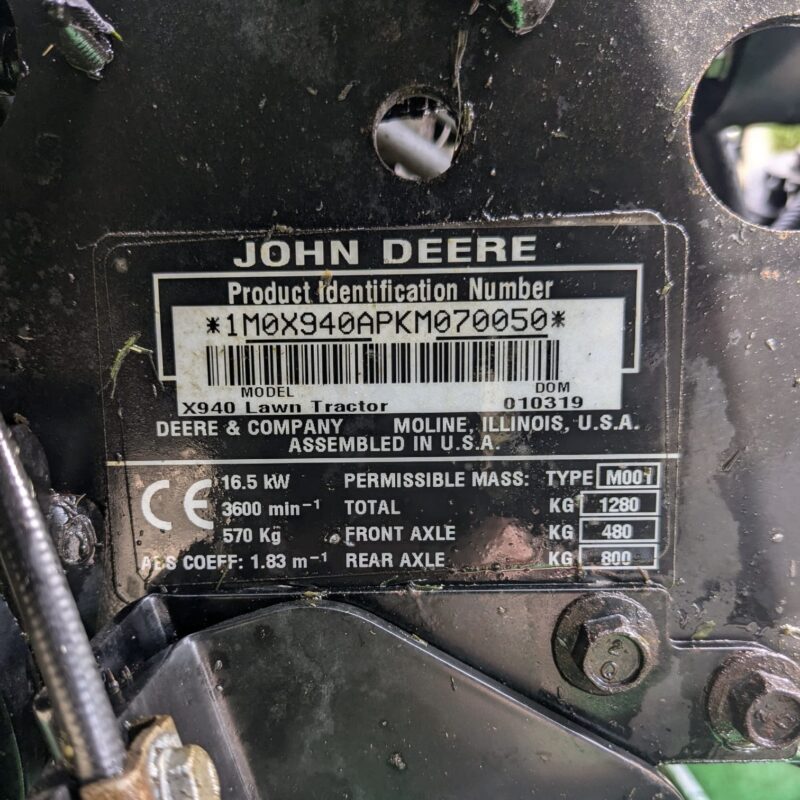 JOHN DEERE
Product Identification Number
*1M0X940APKM070050*
MODEL DOM
X940 Lawn Tractor 010319
DEERE & COMPANY MOLINE, ILLINOIS, U.S.A.
ASSEMBLED IN U.S.A.
CE
16.5 kW PERMISSIBLE MASS: TYPE M001
3600 min⁻¹ TOTAL KG 1280
570 Kg FRONT AXLE KG 480
ALS COEFF: 1.83 m⁻¹ REAR AXLE KG 800